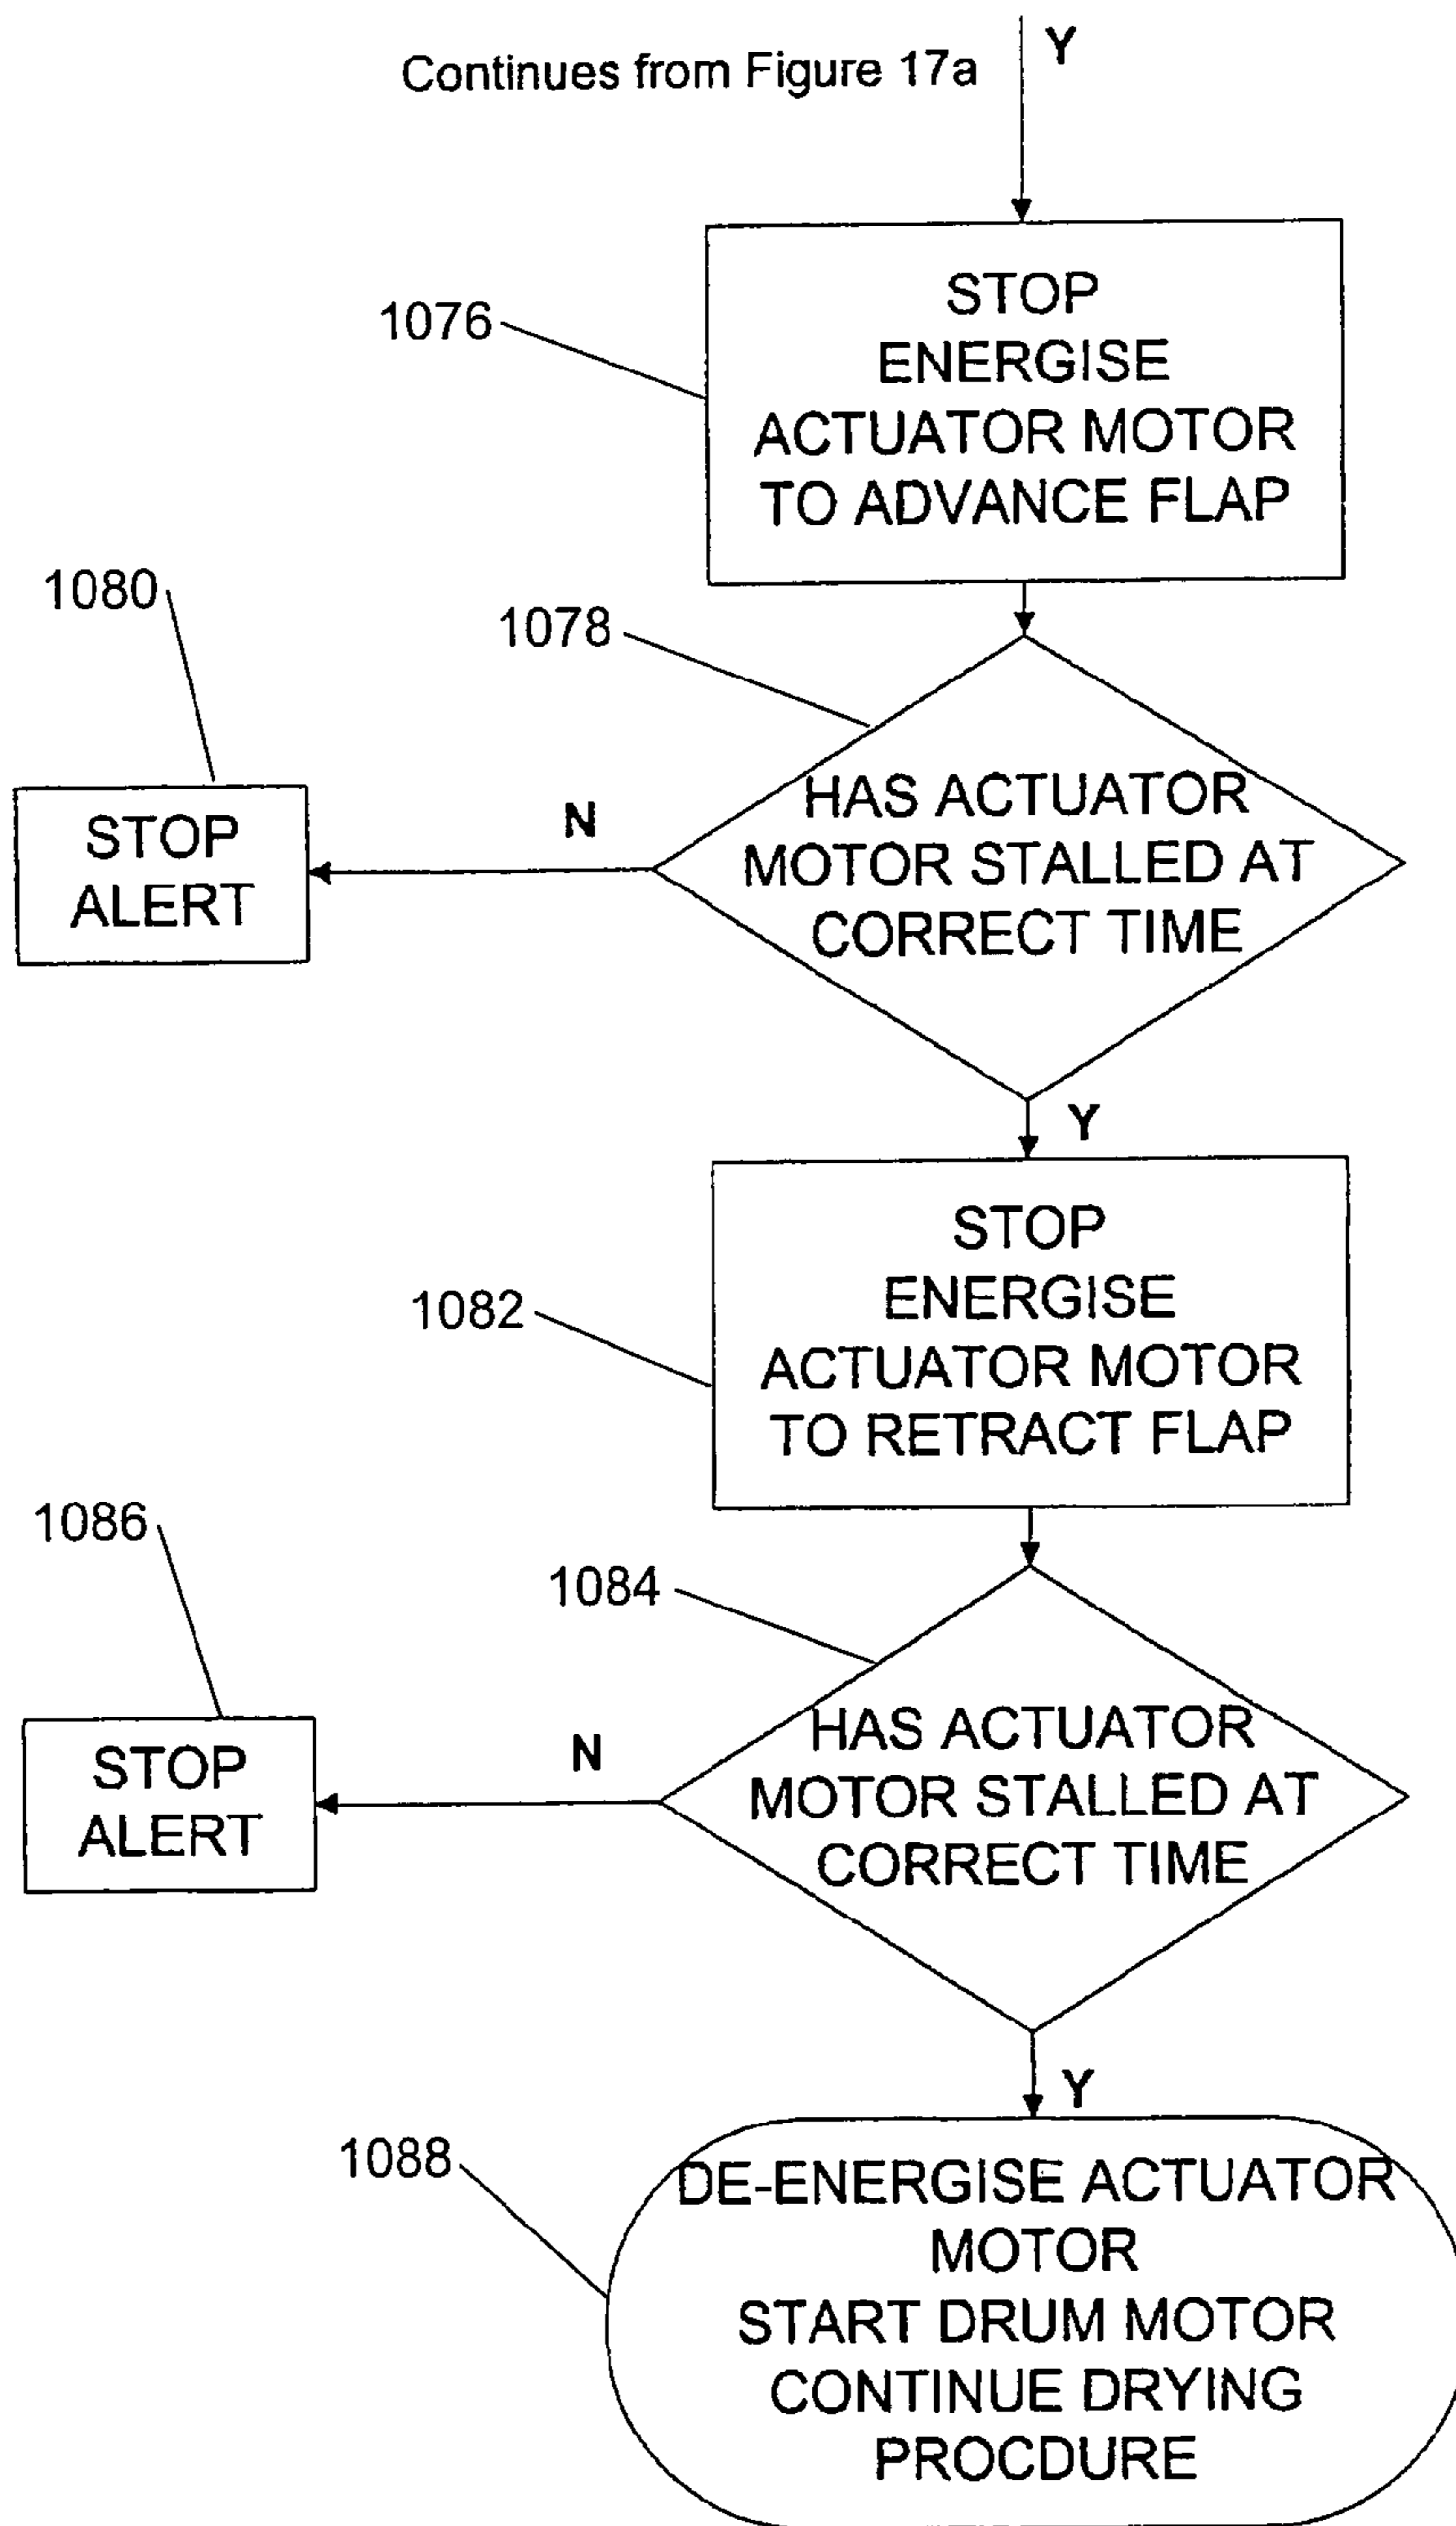 Continues from Figure 17a
Y
1076
STOP
ENERGISE
ACTUATOR MOTOR
TO ADVANCE FLAP
1080
1078
STOP
ALERT
N
HAS ACTUATOR
MOTOR STALLED AT
CORRECT TIME
Y
1082
STOP
ENERGISE
ACTUATOR MOTOR
TO RETRACT FLAP
1086
1084
STOP
ALERT
N
HAS ACTUATOR
MOTOR STALLED AT
CORRECT TIME
Y
1088
DE-ENERGISE ACTUATOR
MOTOR
START DRUM MOTOR
CONTINUE DRYING
PROCDURE